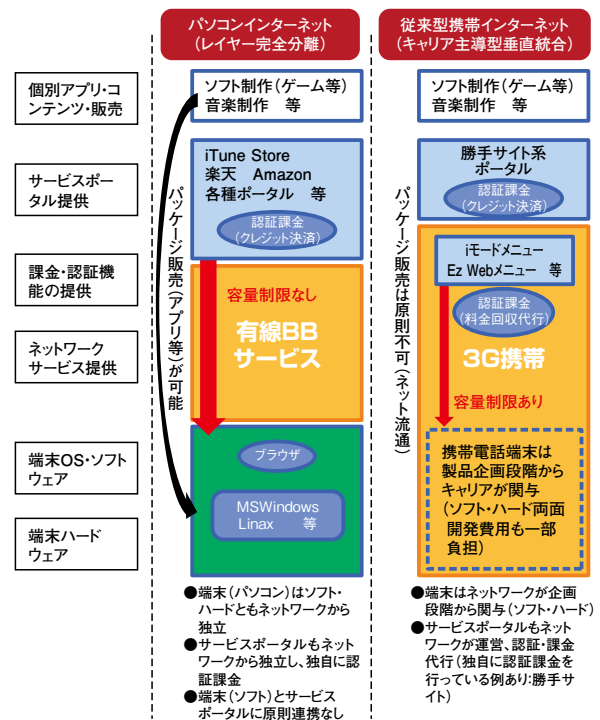 パソコンインターネット
(レイヤー完全分離)
従来型携帯インターネット
(キャリア主導型垂直統合)
個別アプリ・コ
ンテンツ・販売
サービスポー
タル提供
課金・認証機
能の提供
ネットワーク
サービス提供
端末OS・ソフト
ウェア
端末ハード
ウェア
パッケージ販売(アプリ等)が可能
ソフト制作(ゲーム等)
音楽制作 等
iTune Store
楽天 Amazon
各種ポータル 等
認証課金
(クレジット決済)
容量制限なし
有線BB
サービス
ブラウザ
MSWindows
Linax 等
●端末(パソコン)はソフト・
ハードともネットワークから
独立
●サービスポータルもネット
ワークから独立し、独自に認
証課金
●端末(ソフト)とサービス
ポータルに原則連携なし
パッケージ販売は原則不可(ネット流通)
ソフト制作(ゲーム等)
音楽制作 等
勝手サイト系
ポータル
認証課金
(クレジット決済)
iモードメニュー
Ez Webメニュー 等
認証課金
(料金回収代行)
3G携帯
容量制限あり
携帯電話端末は
製品企画段階から
キャリアが関与
(ソフト・ハード両面
開発費用も一部
負担)
●端末はネットワークが企画
段階から関与(ソフト・ハード)
●サービスポータルもネット
ワークが運営、認証・課金
代行(独自に認証課金を
行っている例あり:勝手サ
イト)